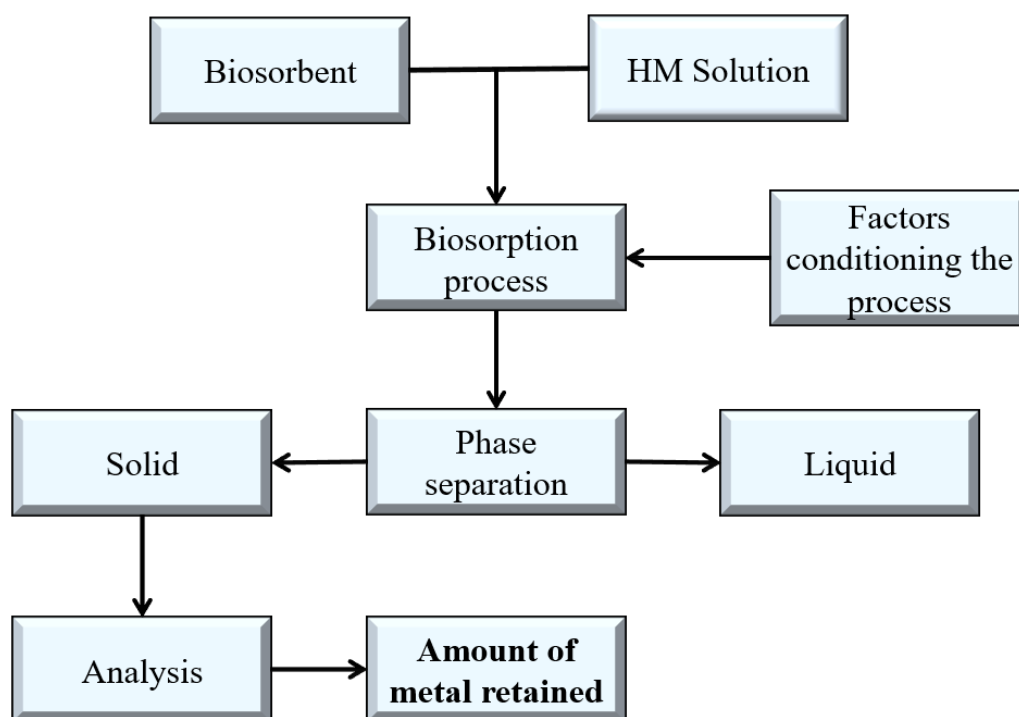 Biosorbent
HM Solution
Biosorption
process
Factors
conditioning the
process
Solid
Phase
separation
Liquid
Analysis
Amount of
metal retained